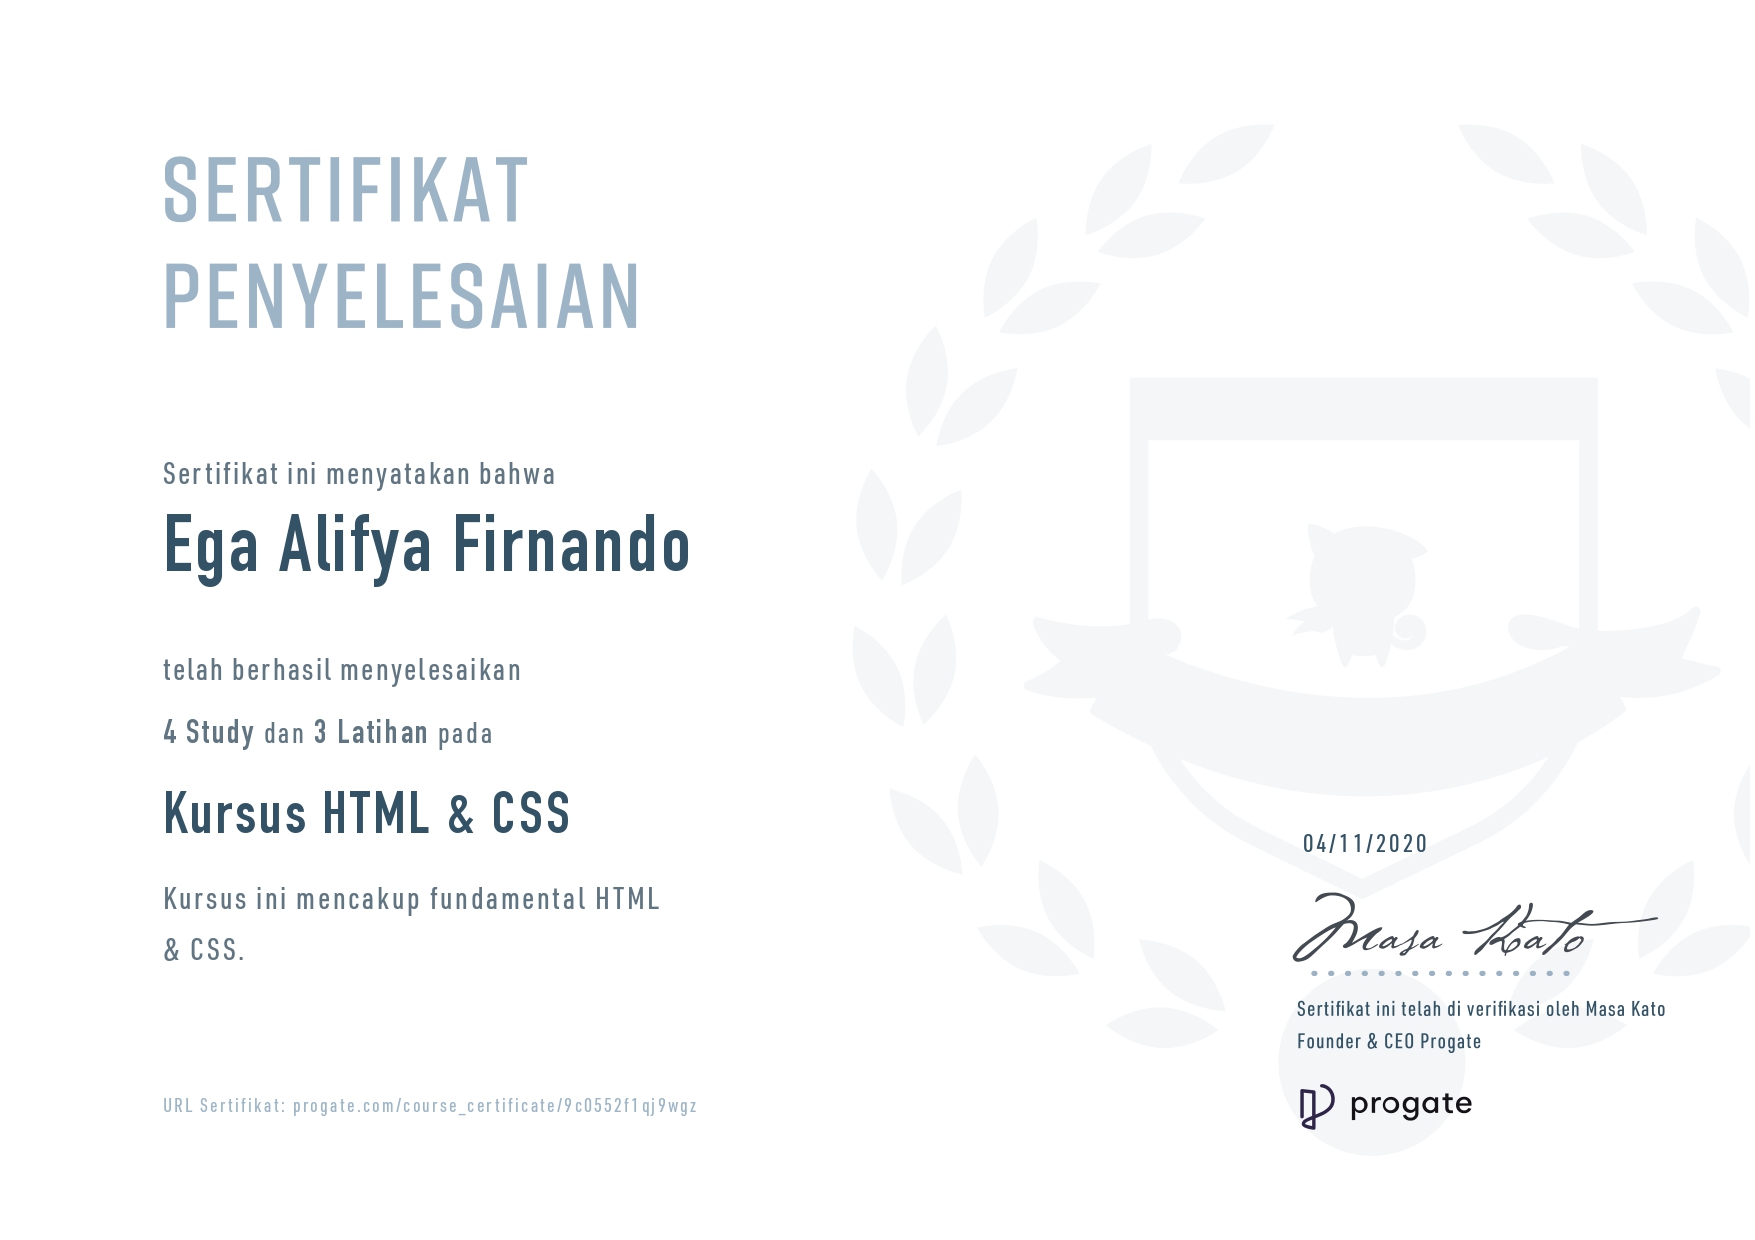 SERTIFIKAT
PENYELESAIAN
Sertifikat ini menyatakan bahwa
Ega Alifya Firnando
telah berhasil menyelesaikan
4 Study dan 3 Latihan pada
Kursus HTML & CSS
Kursus ini mencakup fundamental HTML
& CSS.
URL Sertifikat: progate.com/course_certificate/9c0552f1qj9wgz
04/11/2020
Masa Kato
Sertifikat ini telah di verifikasi oleh Masa Kato
Founder & CEO Progate
progate